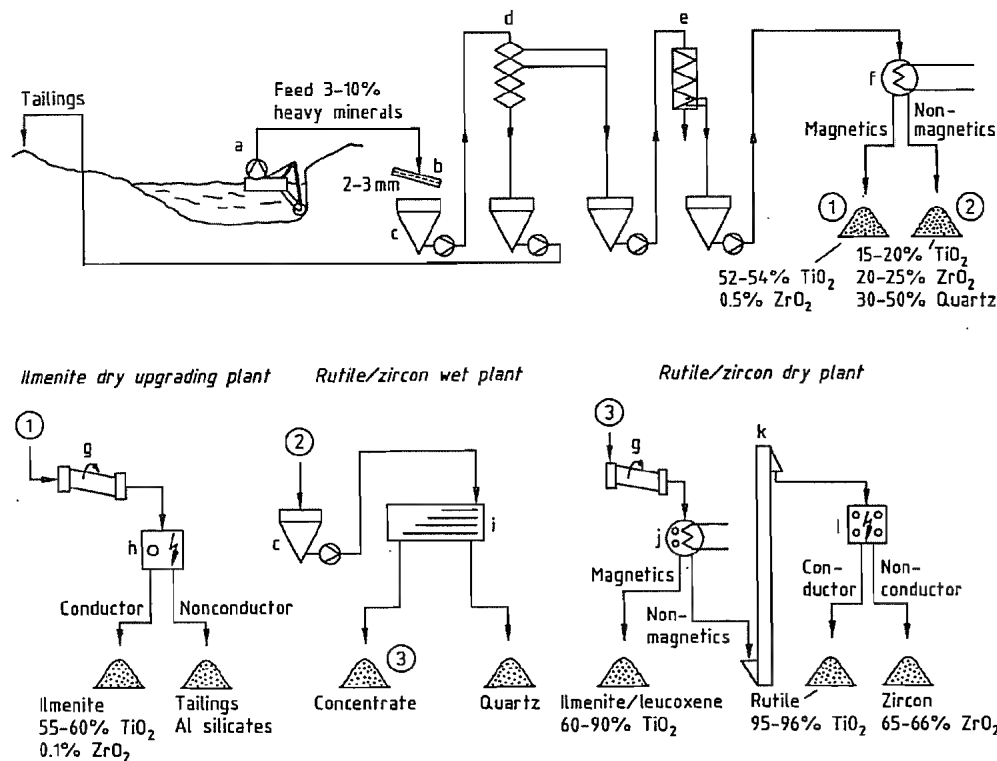 d
e
Tailings
Feed 3-10%
heavy minerals
a
b
2-3mm
c
f
Magnetics
Non-
magnetics
1
2
52-54% TiO₂
0.5% ZrO₂
15-20% TiO₂
20-25% ZrO₂
30-50% Quartz
Ilmenite dry upgrading plant
1
g
h
Conductor
Nonconductor
Ilmenite
55-60% TiO₂
0.1% ZrO₂
Tailings
Al silicates
Rutile/zircon wet plant
2
c
i
3
Concentrate
Quartz
Rutile/zircon dry plant
3
g
j
Magnetics
Non-
magnetics
Ilmenite/leucoxene
60-90% TiO₂
k
l
Con-
ductor
Non-
conductor
Rutile
95-96% TiO₂
Zircon
65-66% ZrO₂